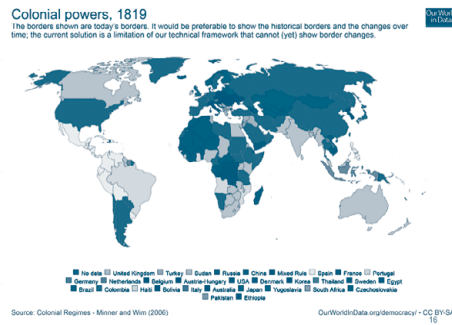 Colonial powers, 1819
Our World
in Data
The borders shown are today's borders. It would be preferable to show the historical borders and the changes over
time; the current solution is a limitation of our technical framework that cannot (yet) show border changes.
No data United Kingdom Turkey Sudan Russia China Mixed Rule Spain France Portugal
Germany Netherlands Belgium Austria-Hungary USA Denmark Korea Thailand Sweden Egypt
Brazil Colombia Haiti Bolivia Italy Australia Japan Yugoslavia South Africa Czechoslovakia
Pakistan Ethiopia
Source: Colonial Regimes - Minner and Wim (2006)
OurWorldInData.org/democracy/ • CC BY-SA
16